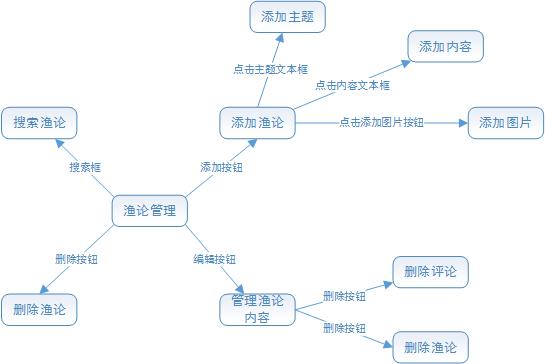 添加主题
添加内容
点击主题文本框
点击内容文本框
搜索渔论
添加渔论
点击添加图片按钮
添加图片
搜索框
添加按钮
渔论管理
删除按钮
编辑按钮
删除渔论
管理渔论
内容
删除按钮
删除评论
删除按钮
删除渔论